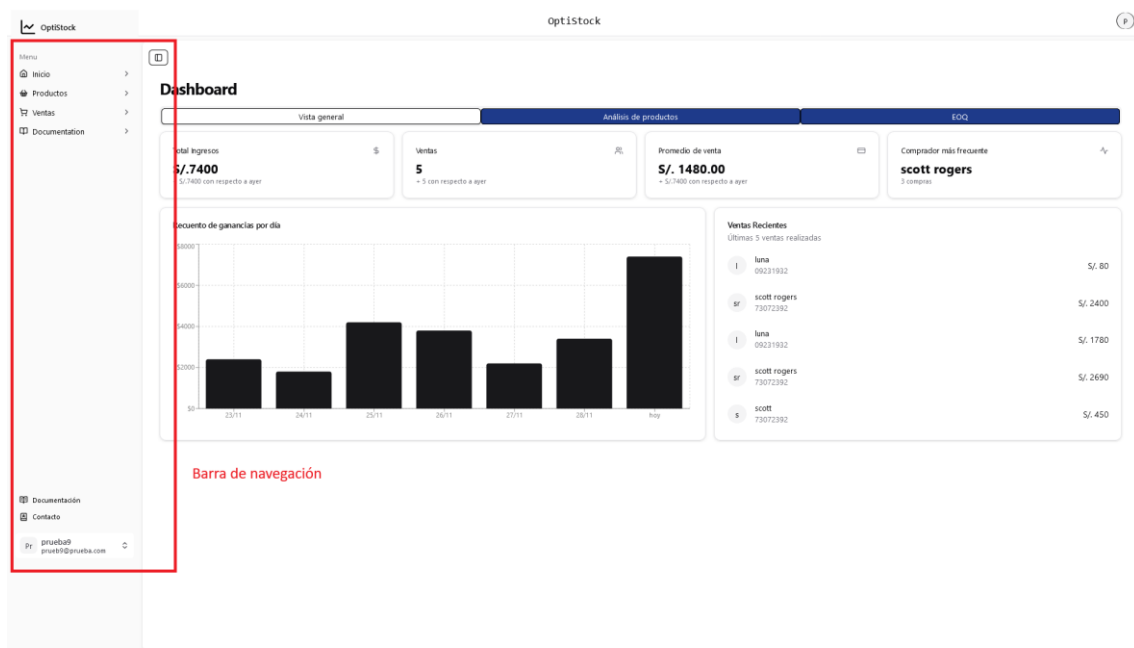 OptiStock
OptiStock
P
Menu
Inicio
Productos
Ventas
Documentation
Documentación
Contacto
Pr
prueba9
prueb9@prueba.com
Dashboard
Vista general
Análisis de productos
EOQ
Total Ingresos
$
S/.7400
S/.7400 con respecto a ayer
Ventas
5
+ 5 con respecto a ayer
Promedio de venta
S/. 1480.00
+ S/.7400 con respecto a ayer
Comprador más frecuente
scott rogers
3 compras
Recuento de ganancias por día
$8000
$6000
$4000
$2000
$0
23/11
24/11
25/11
26/11
27/11
28/11
hoy
Ventas Recientes
Últimas 5 ventas realizadas
l
luna
09231932
S/. 80
sr
scott rogers
73072392
S/. 2400
l
luna
09231932
S/. 1780
sr
scott rogers
73072392
S/. 2690
s
scott
73072392
S/. 450
Barra de navegación